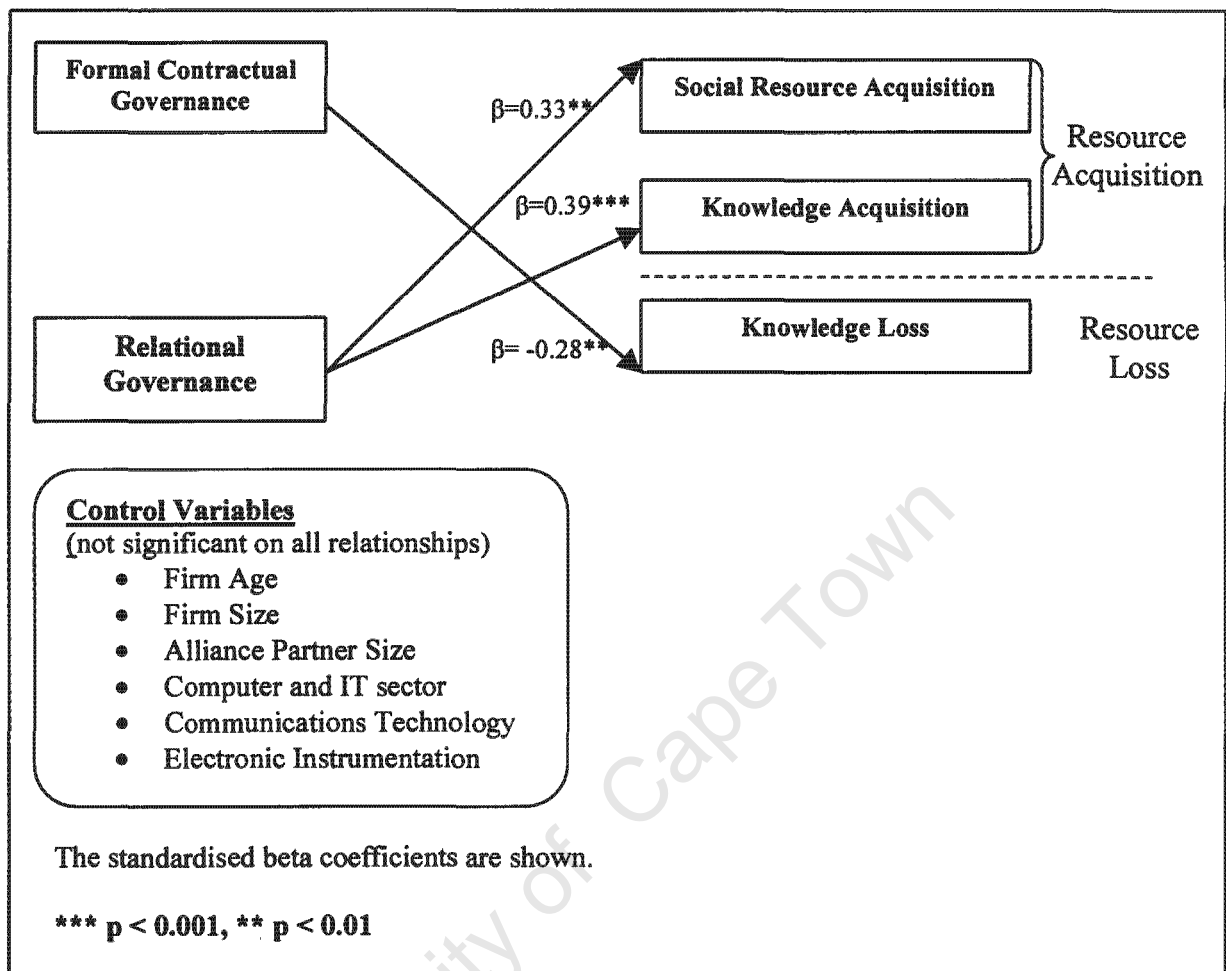 Formal Contractual
Governance
Social Resource Acquisition
β=0.33**
Resource
Acquisition
β=0.39***
Knowledge Acquisition
Relational
Governance
β= -0.28**
Knowledge Loss
Resource
Loss
Control Variables
(not significant on all relationships)
• Firm Age
• Firm Size
• Alliance Partner Size
• Computer and IT sector
• Communications Technology
• Electronic Instrumentation
The standardised beta coefficients are shown.
*** p < 0.001, ** p < 0.01
of Cape Town